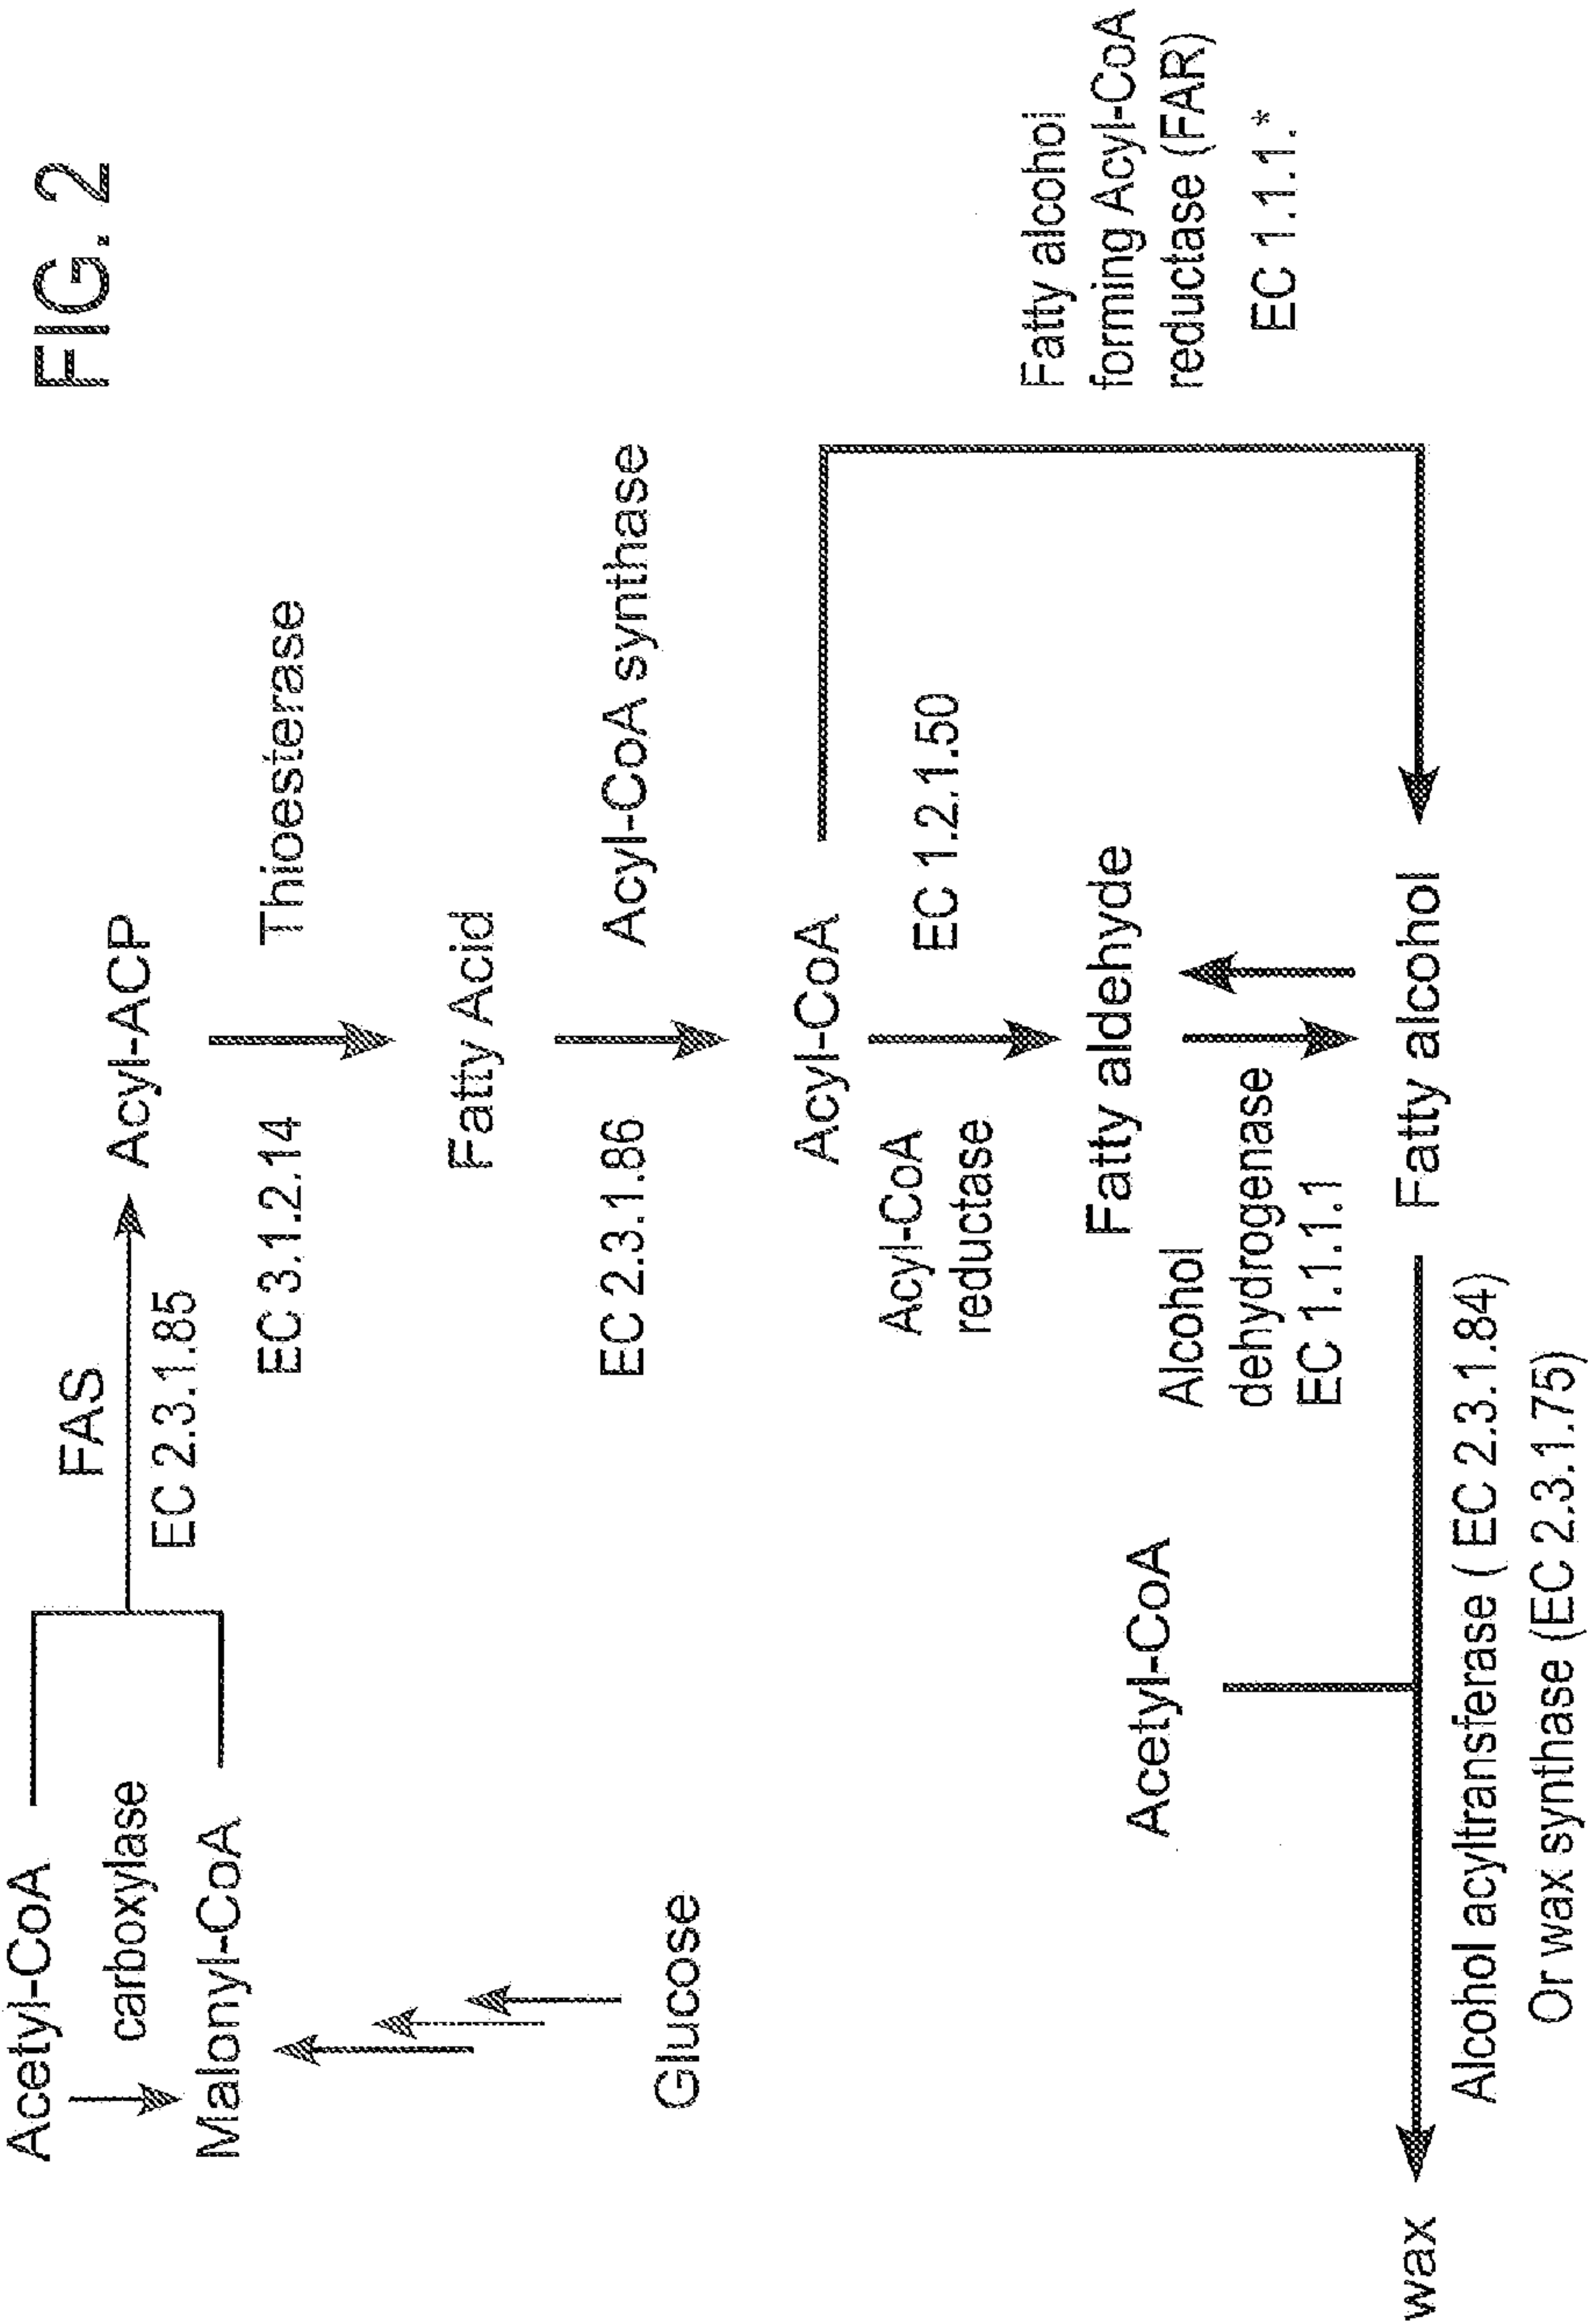 FIG. 2
Acetyl-CoA
carboxylase
Malonyl-CoA
Glucose
FAS
EC 2.3.1.85
Acyl-ACP
EC 3.1.2.14
Thioesterase
Fatty Acid
EC 2.3.1.86
Acyl-CoA synthase
Acyl-CoA
Acyl-CoA
reductase
EC 1.2.1.50
Fatty aldehyde
Alcohol
dehydrogenase
EC 1.1.1.1
Fatty alcohol
forming Acyl-CoA
reductase (FAR)
EC 1.1.1.*
Fatty alcohol
Acetyl-CoA
wax
Alcohol acyltransferase ( EC 2.3.1.84)
Or wax synthase (EC 2.3.1.75)